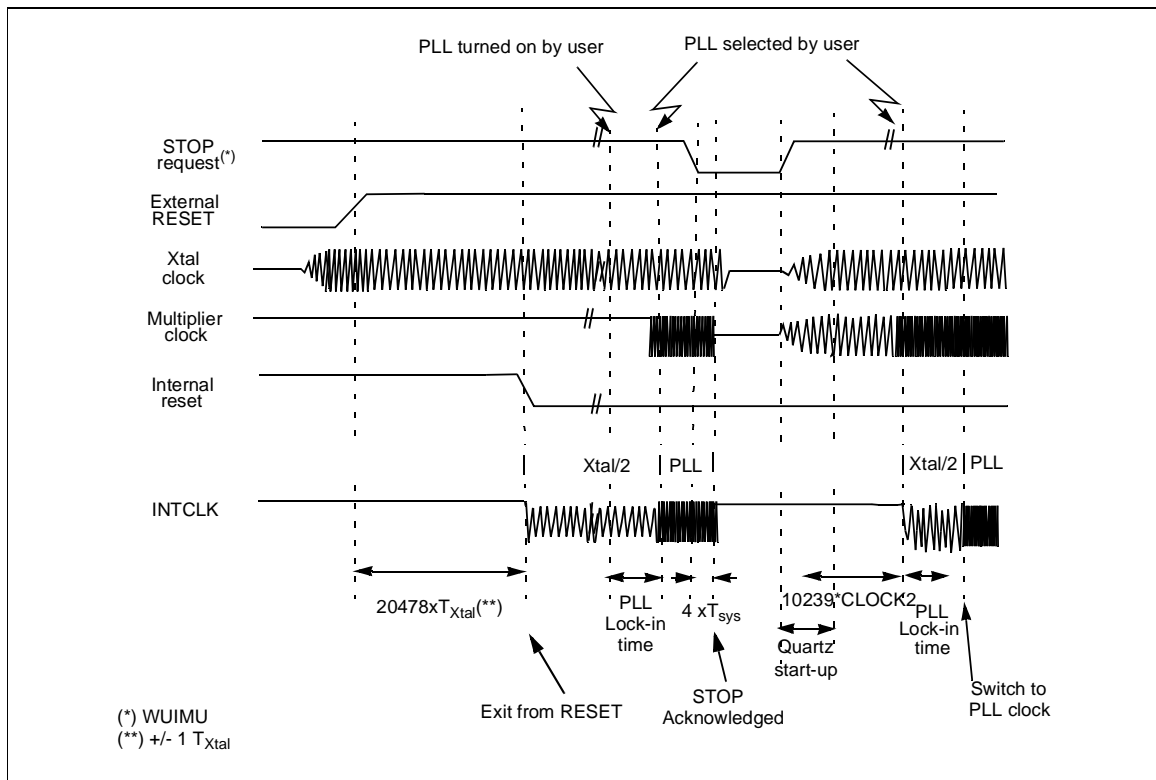 PLL turned on by user
PLL selected by user
STOP
request(*)
External
RESET
Xtal
clock
Multiplier
clock
Internal
reset
Xtal/2
PLL
Xtal/2
PLL
INTCLK
20478xTXtal(**)
PLL
Lock-in
time
4 xTsys
10239*CLOCK2
PLL
Lock-in
time
Quartz
start-up
Exit from RESET
STOP
Acknowledged
Switch to
PLL clock
(*) WUIMU
(**) +/- 1 TXtal